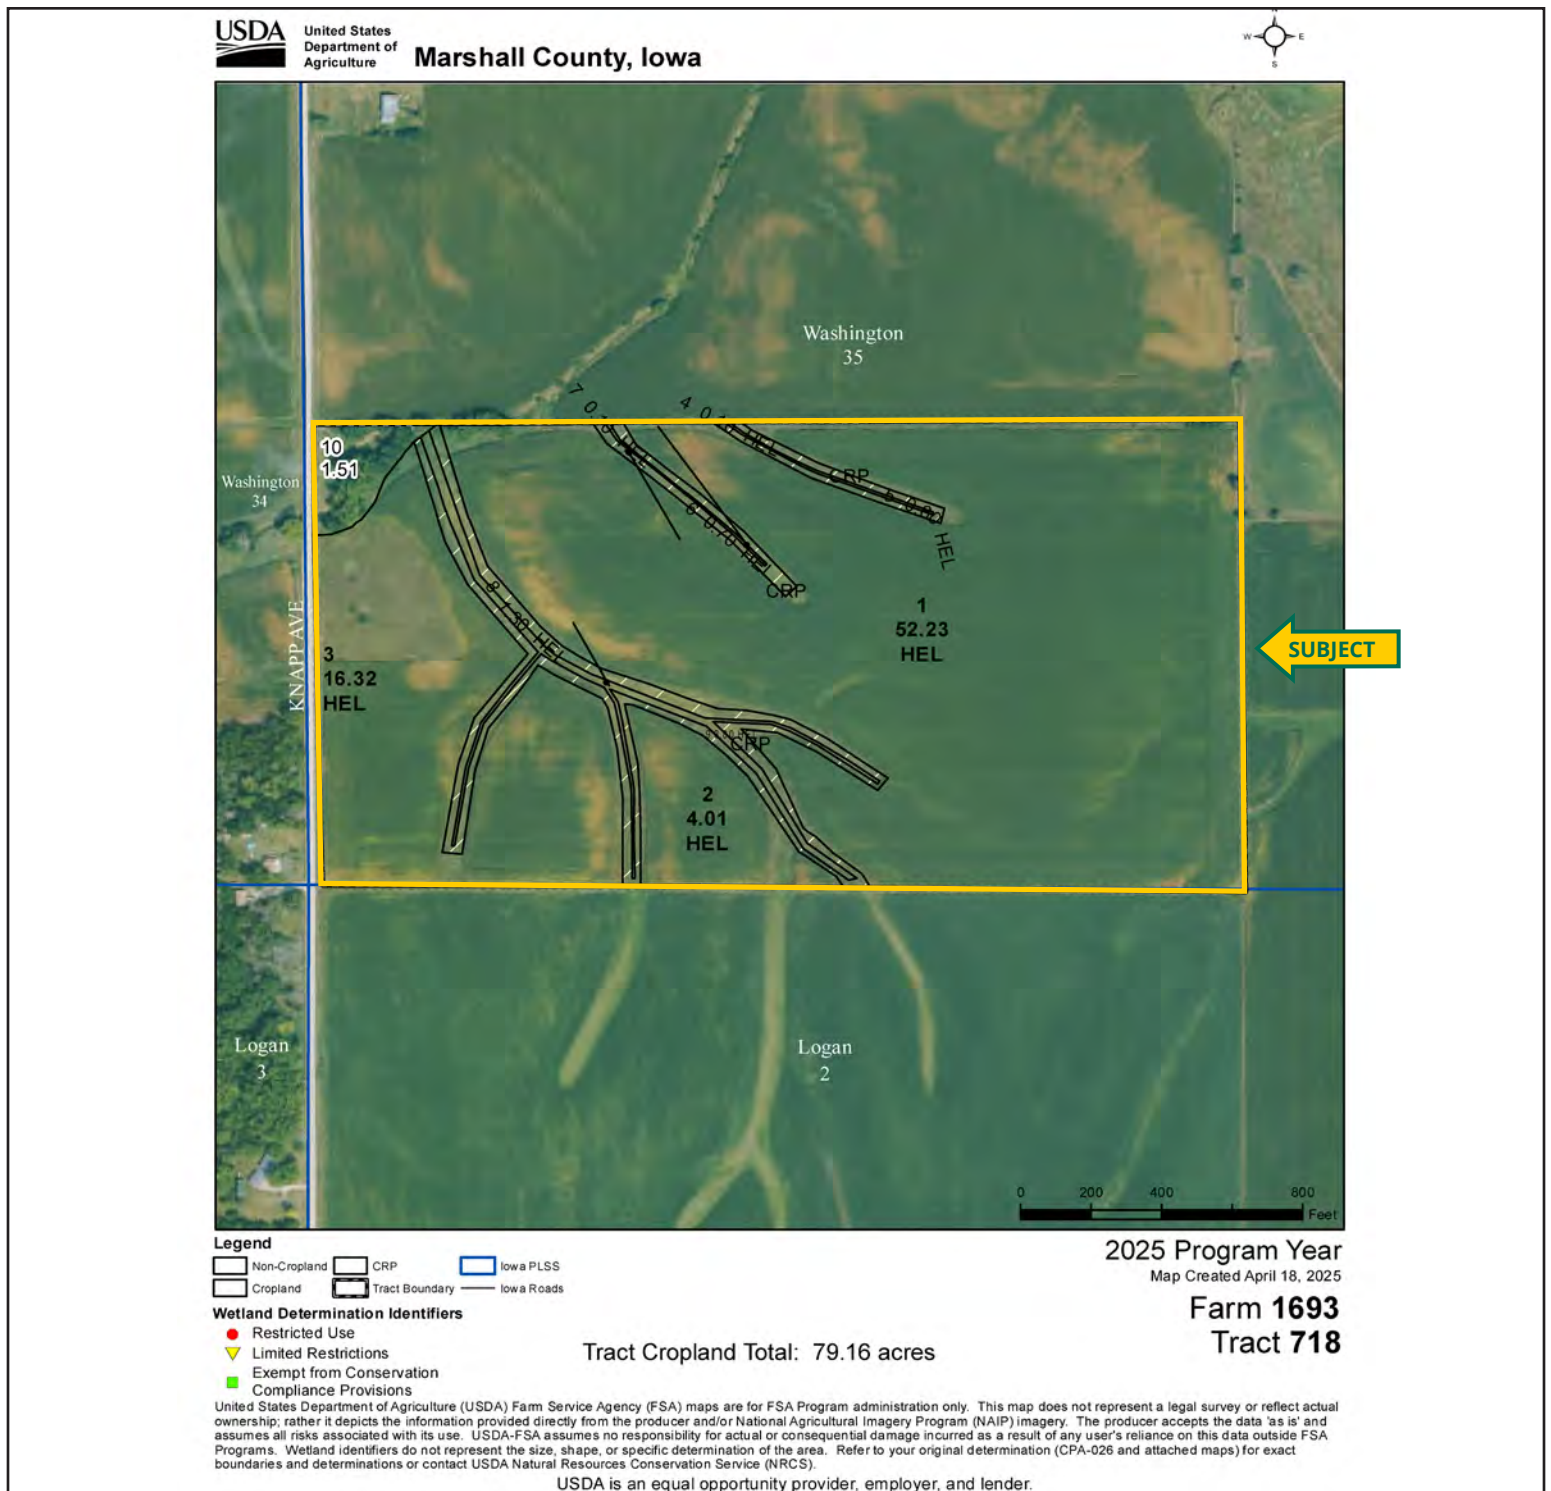 USDA
United States
Department of
Agriculture
Marshall County, Iowa
N
W E
S
Washington
35
10
1.51
Washington
34
CRP
HEL
CRP
1
52.23
HEL
SUBJECT
KNAPP AVE
3
16.32
HEL
8 1.30 HEL
6 0.70 HEL
CRP
2
4.01
HEL
Logan
3
Logan
2
0 200 400 800
Feet
Legend
Non-Cropland
CRP
Iowa PLSS
Cropland
Tract Boundary
Iowa Roads
Wetland Determination Identifiers
Restricted Use
Limited Restrictions
Exempt from Conservation
Compliance Provisions
Tract Cropland Total: 79.16 acres
2025 Program Year
Map Created April 18, 2025
Farm 1693
Tract 718
United States Department of Agriculture (USDA) Farm Service Agency (FSA) maps are for FSA Program administration only. This map does not represent a legal survey or reflect actual
ownership; rather it depicts the information provided directly from the producer and/or National Agricultural Imagery Program (NAIP) imagery. The producer accepts the data 'as is' and
assumes all risks associated with its use. USDA-FSA assumes no responsibility for actual or consequential damage incurred as a result of any user's reliance on this data outside FSA
Programs. Wetland identifiers do not represent the size, shape, or specific determination of the area. Refer to your original determination (CPA-026 and attached maps) for exact
boundaries and determinations or contact USDA Natural Resources Conservation Service (NRCS).
USDA is an equal opportunity provider, employer, and lender.